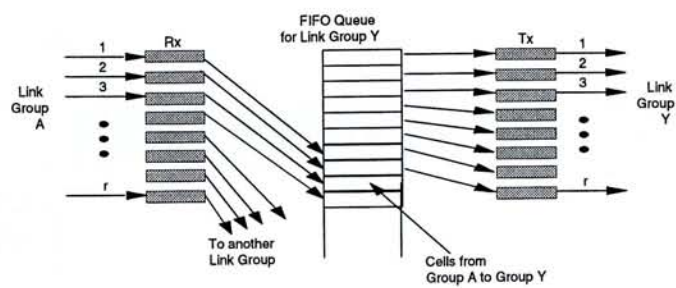 FIFO Queue
for Link Group Y
Rx
Tx
1
2
3
r
Link
Group
A
1
2
3
r
Link
Group
Y
To another
Link Group
Cells from
Group A to Group Y